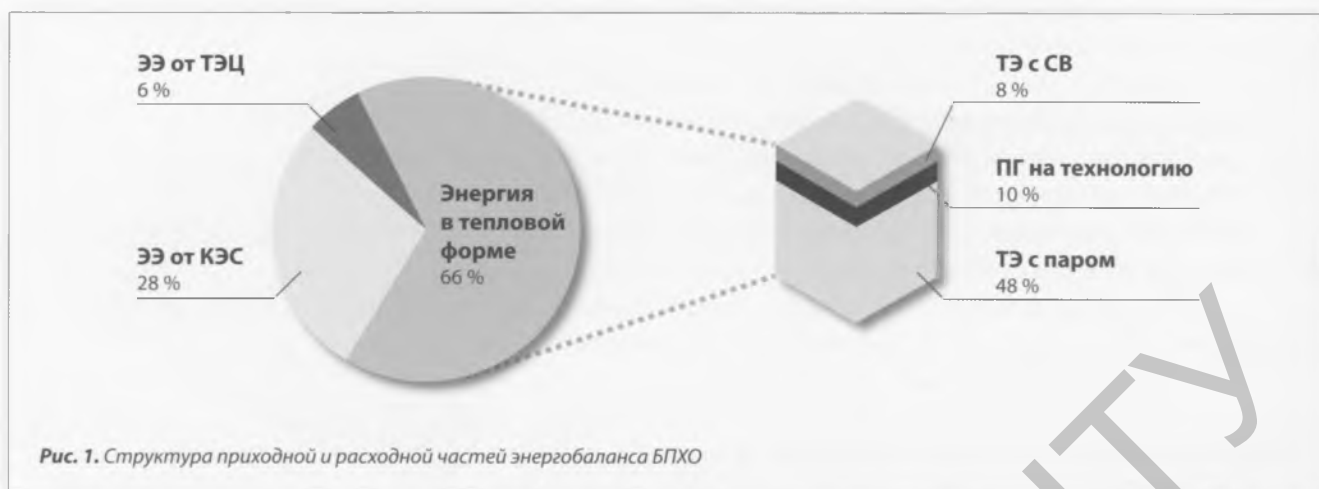 ЭЭ от ТЭЦ
6 %
ЭЭ от КЭС
28 %
Энергия
в тепловой
форме
66 %
ТЭ с СВ
8 %
ПГ на технологию
10 %
ТЭ с паром
48 %
Рис. 1. Структура приходной и расходной частей энергобаланса БПХО
НТУ